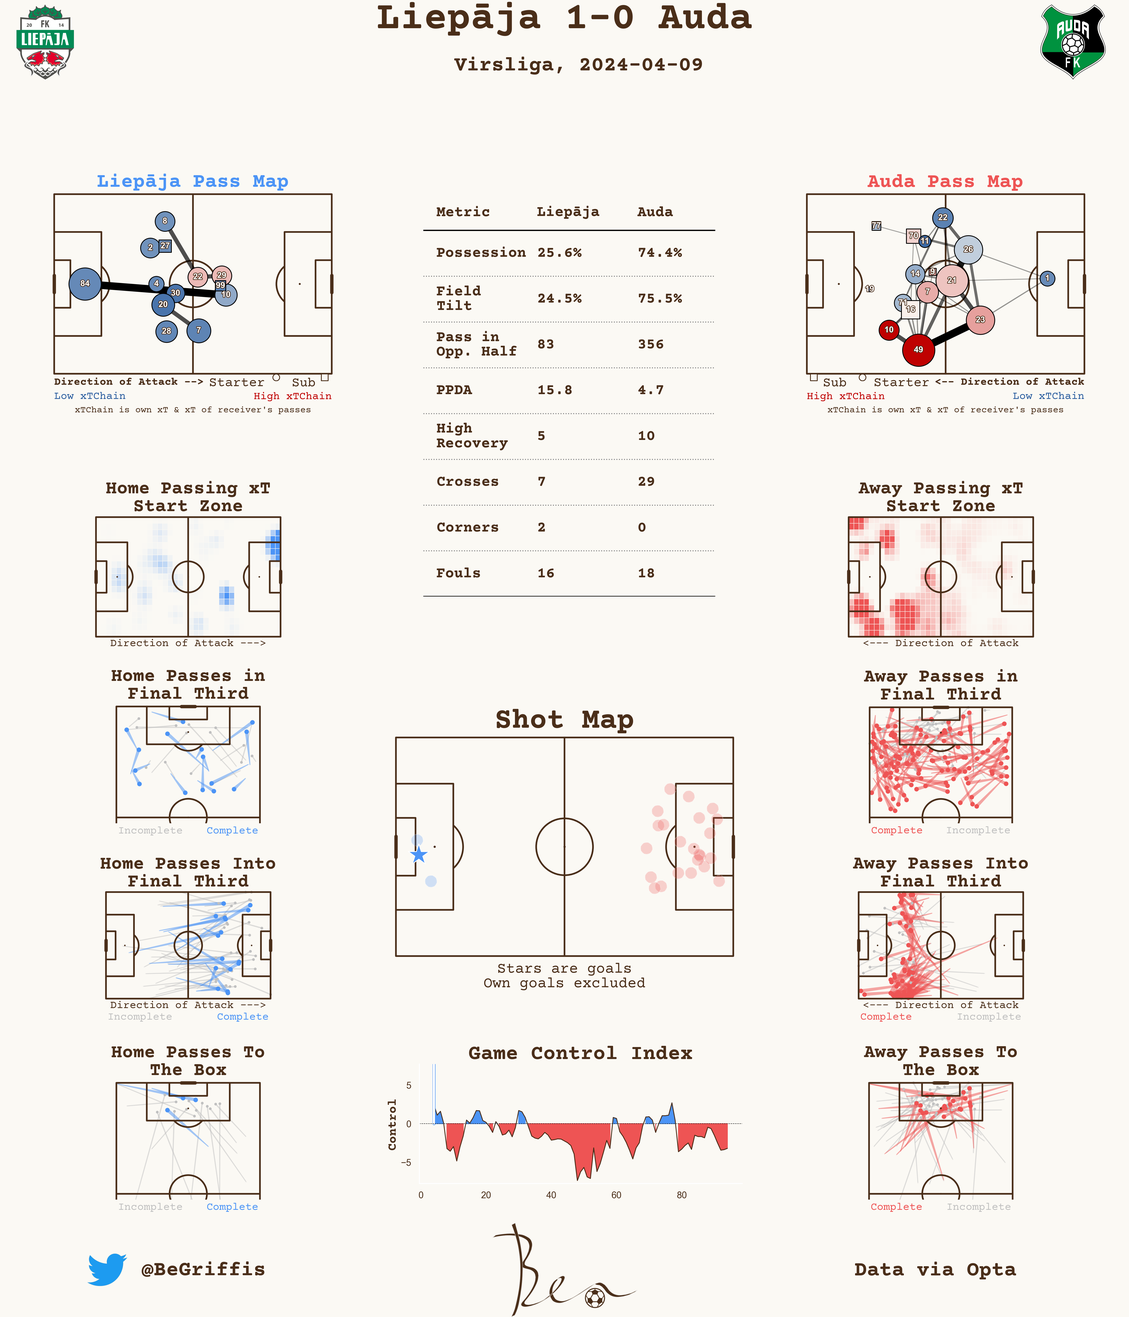 Liepāja 1-0 Auda
Virsliga, 2024-04-09
20 FK 14
LIEPĀJA
AUDA
FK
Liepāja Pass Map
8
2 27
84
4
30
20
22
29
99
10
28
7
Direction of Attack --> Starter Sub
Low xTChain High xTChain
xTChain is own xT & xT of receiver's passes
Metric Liepāja Auda
Possession 25.6% 74.4%
Field
Tilt 24.5% 75.5%
Pass in
Opp. Half 83 356
PPDA 15.8 4.7
High
Recovery 5 10
Crosses 7 29
Corners 2 0
Fouls 16 18
Auda Pass Map
77
22
70
11
26
14
9
21
1
19
7
71
16
23
10
49
Sub Starter <-- Direction of Attack
High xTChain Low xTChain
xTChain is own xT & xT of receiver's passes
Home Passing xT
Start Zone
Direction of Attack --->
Away Passing xT
Start Zone
<--- Direction of Attack
Home Passes in
Final Third
Incomplete Complete
Away Passes in
Final Third
Complete Incomplete
Shot Map
Stars are goals
Own goals excluded
Home Passes Into
Final Third
Direction of Attack --->
Incomplete Complete
Away Passes Into
Final Third
<--- Direction of Attack
Complete Incomplete
Home Passes To
The Box
Incomplete Complete
Game Control Index
Control
5
0
−5
0 20 40 60 80
Away Passes To
The Box
Complete Incomplete
@BeGriffis
Bea
Data via Opta